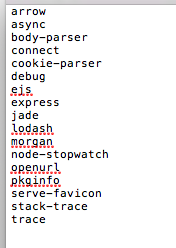 arrow
async
body-parser
connect
cookie-parser
debug
ejs
express
jade
lodash
morgan
node-stopwatch
openurl
pkginfo
serve-favicon
stack-trace
trace